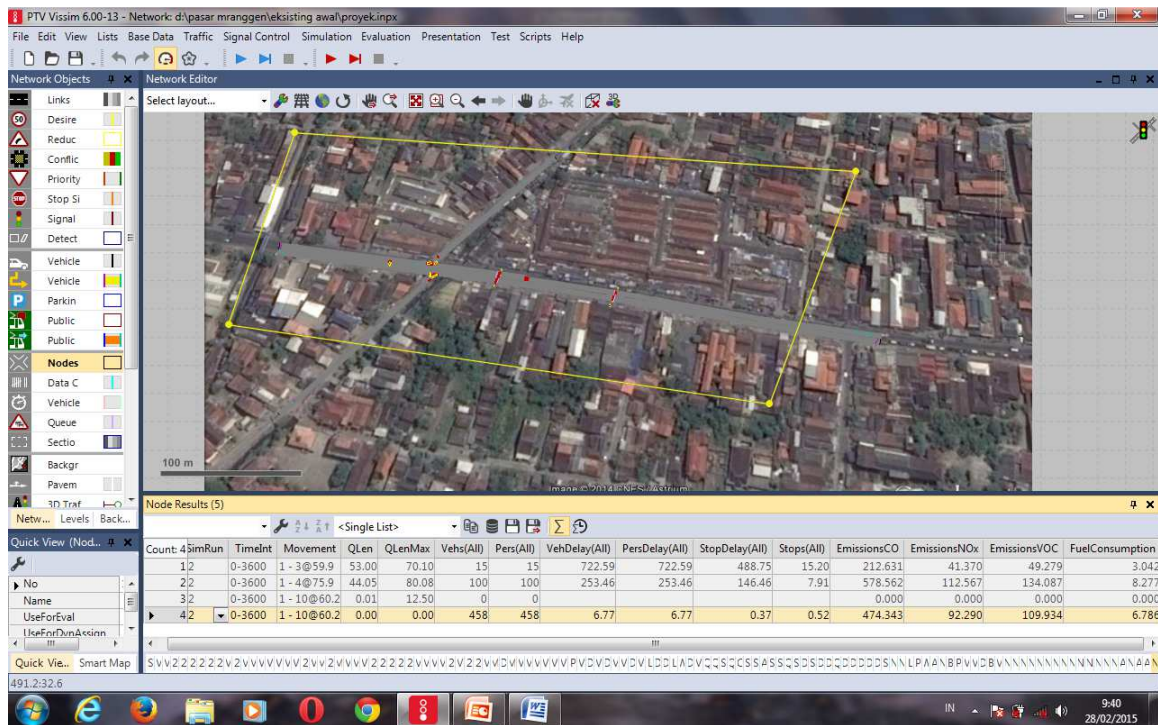 PTV Vissim 6.00-13 - Network: d:\pasar mranggen\eksisting awal\proyek.inpx
File Edit View Lists Base Data Traffic Signal Control Simulation Evaluation Presentation Test Scripts Help
Network Objects
Network Editor
Select layout...
Links
Desire
Reduc
Conflic
Priority
Stop Si
Signal
Detect
Vehicle
Vehicle
Parkin
Public
Public
Nodes
Data C
Vehicle
Queue
Sectio
Backgr
Pavem
3D Traf
Netw... Levels Back...
100 m
Node Results (5)
<Single List>
Quick View (Nod...
No
Name
UseForEval
UseForDynAssign
Quick Vie... Smart Map
Count: 4 SimRun TimeInt Movement QLen QLenMax Vehs(All) Pers(All) VehDelay(All) PersDelay(All) StopDelay(All) Stops(All) EmissionsCO EmissionsNOx EmissionsVOC FuelConsumption
1 2 0-3600 1 - 3@59.9 53.00 70.10 15 15 722.59 722.59 488.75 15.20 212.631 41.370 49.279 3.042
2 2 0-3600 1 - 4@75.9 44.05 80.08 100 100 253.46 253.46 146.46 7.91 578.562 112.567 134.087 8.277
3 2 0-3600 1 - 10@60.2 0.01 12.50 0 0 0.000 0.000 0.000 0.000
4 2 0-3600 1 - 10@60.2 0.00 0.00 458 458 6.77 6.77 0.37 0.52 474.343 92.290 109.934 6.786
491.2:32.6
IN 9:40
28/02/2015